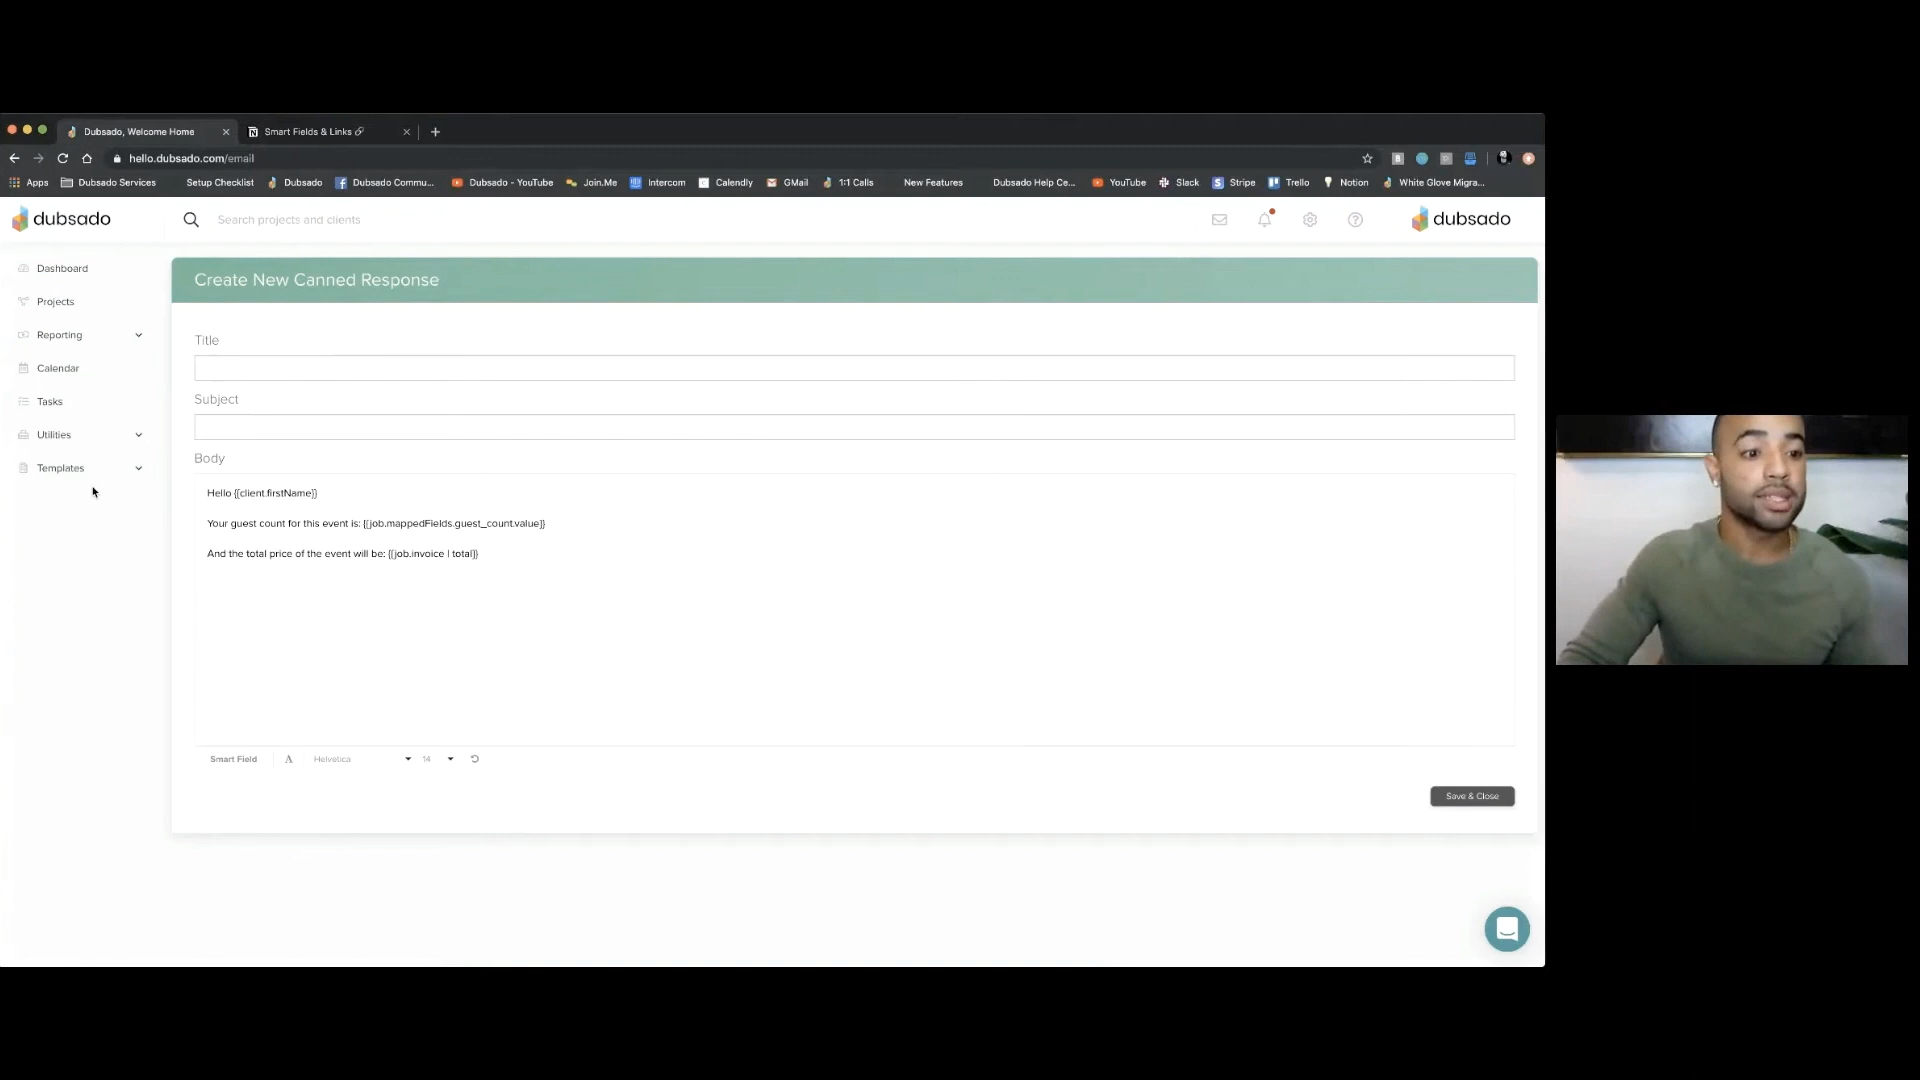 Dubsado, Welcome Home
Smart Fields & Links
hello.dubsado.com/email
Apps
Dubsado Services
Setup Checklist
Dubsado
Dubsado Commu...
Dubsado - YouTube
Join.Me
Intercom
Calendly
GMail
1:1 Calls
New Features
Dubsado Help Ce...
YouTube
Slack
Stripe
Trello
Notion
White Glove Migra...
dubsado
Search projects and clients
dubsado
Dashboard
Projects
Reporting
Calendar
Tasks
Utilities
Templates
Create New Canned Response
Title
Subject
Body
Hello {{client.firstName}}
Your guest count for this event is: {{job.mappedFields.guest_count.value}}
And the total price of the event will be: {{job.invoice | total}}
Smart Field
A
Helvetica
14
Save & Close